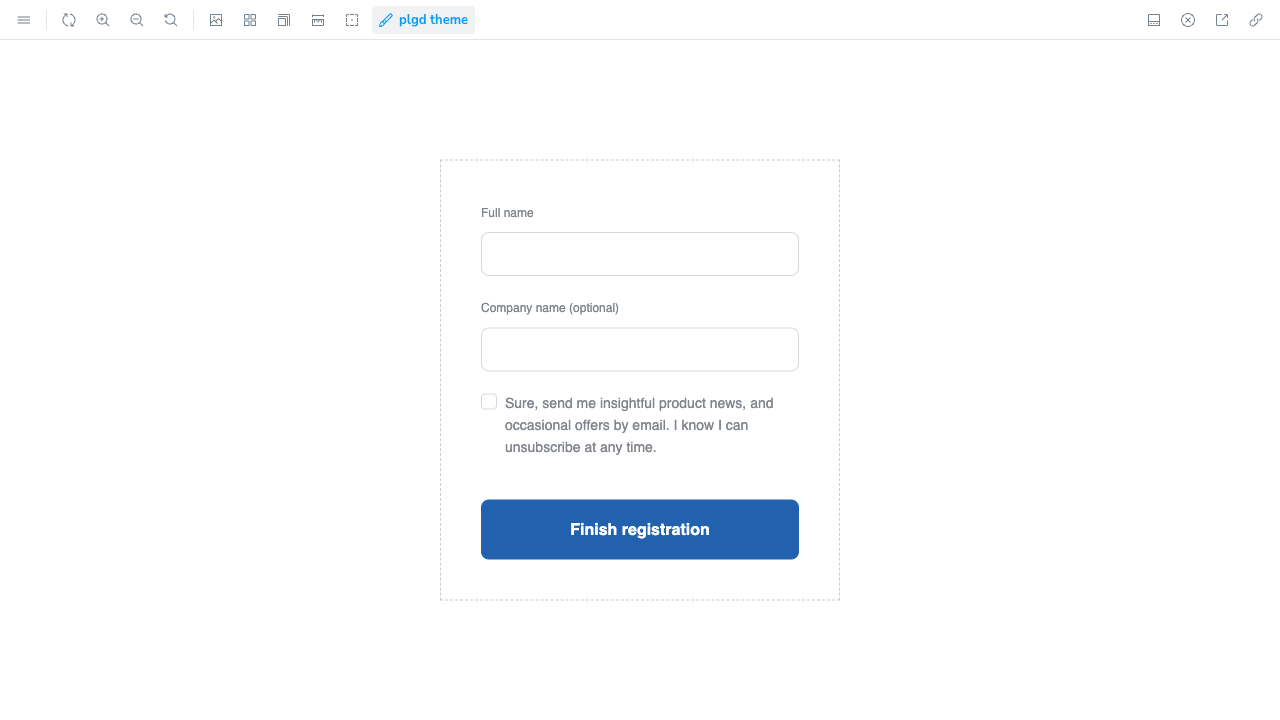 plgd theme
Full name
Company name (optional)
Sure, send me insightful product news, and
occasional offers by email. I know I can
unsubscribe at any time.
Finish registration